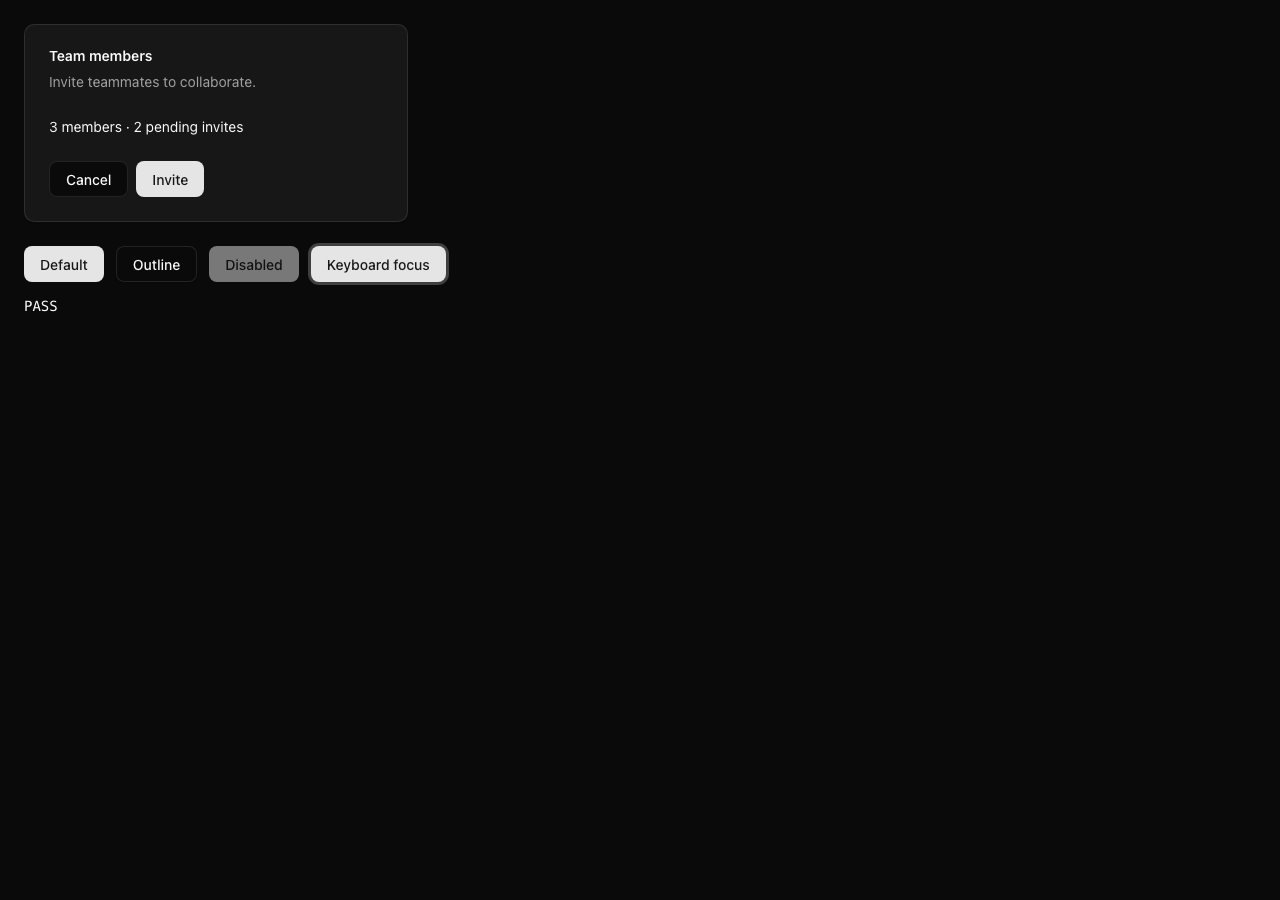 Team members
Invite teammates to collaborate.
3 members · 2 pending invites
Cancel Invite
Default Outline Disabled Keyboard focus
PASS